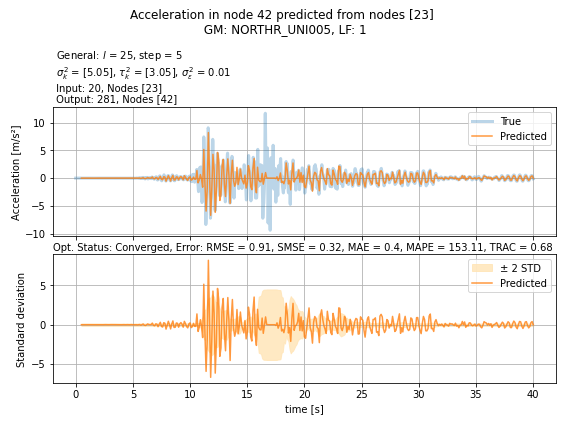 Acceleration in node 42 predicted from nodes [23]
GM: NORTHR_UNI005, LF: 1
General: l = 25, step = 5
σ²ₖ = [5.05], τ²ₖ = [3.05], σ²ε = 0.01
Input: 20, Nodes [23]
Output: 281, Nodes [42]
Acceleration [m/s²]
10
5
0
−5
−10
True
Predicted
Opt. Status: Converged, Error: RMSE = 0.91, SMSE = 0.32, MAE = 0.4, MAPE = 153.11, TRAC = 0.68
Standard deviation
5
0
−5
± 2 STD
Predicted
0 5 10 15 20 25 30 35 40
time [s]